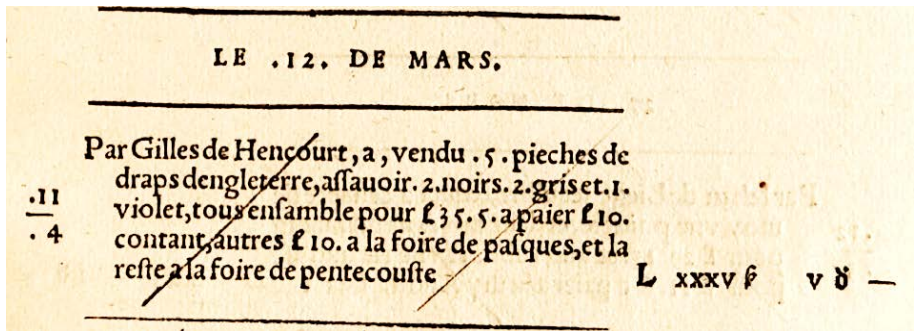 LE .12. DE MARS.
Par Gilles de Hencourt, a, vendu .5. pieches de
draps dengleterre, aſſauoir. 2. noirs. 2. gris et. 1.
.11
violet, tous enſamble pour £35.5. a paier £10.
.4
contant, autres £10. a la foire de paſques, et la
reſte a la foire de pentecouſte
L xxxv ß v ꝺ —